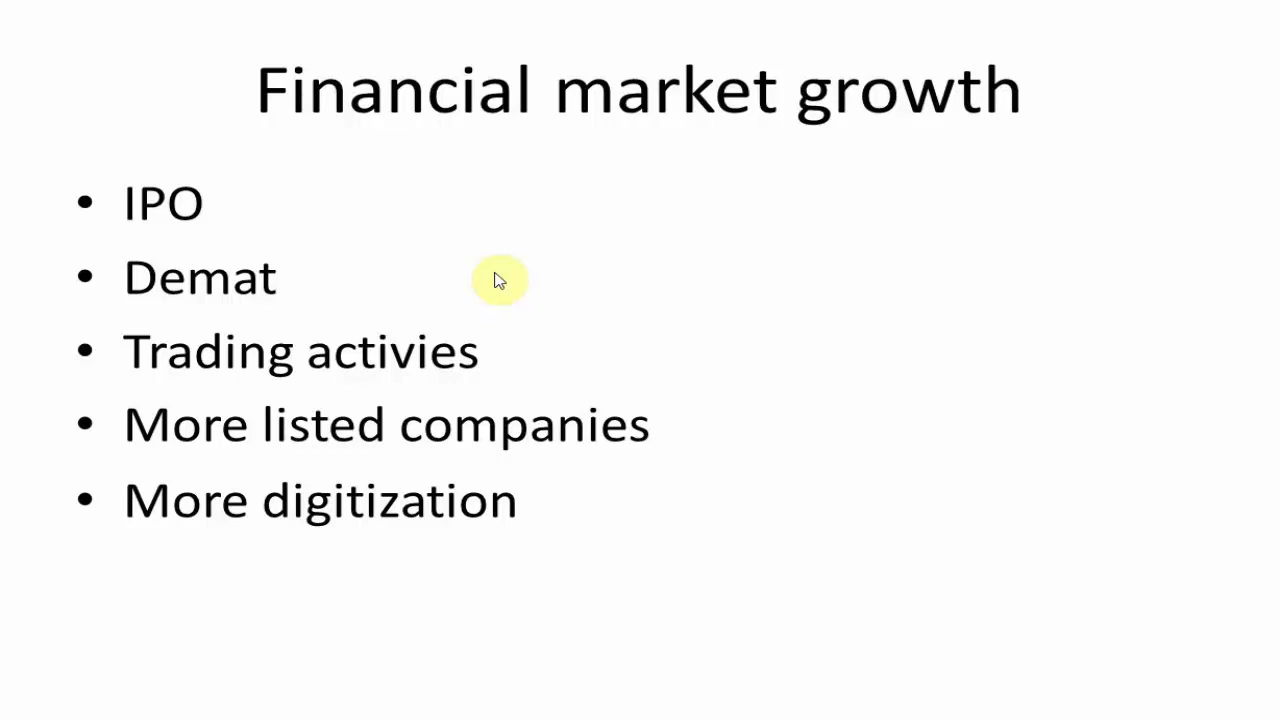 Financial market growth
• IPO
• Demat
• Trading activies
• More listed companies
• More digitization